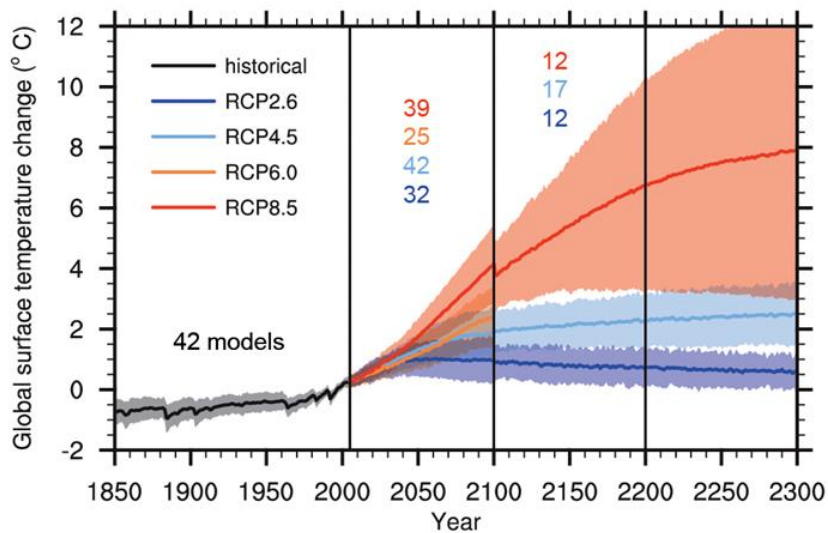 Global surface temperature change (° C)
12
10
8
6
4
2
0
-2
historical
RCP2.6
RCP4.5
RCP6.0
RCP8.5
42 models
39
25
42
32
12
17
12
1850 1900 1950 2000 2050 2100 2150 2200 2250 2300
Year